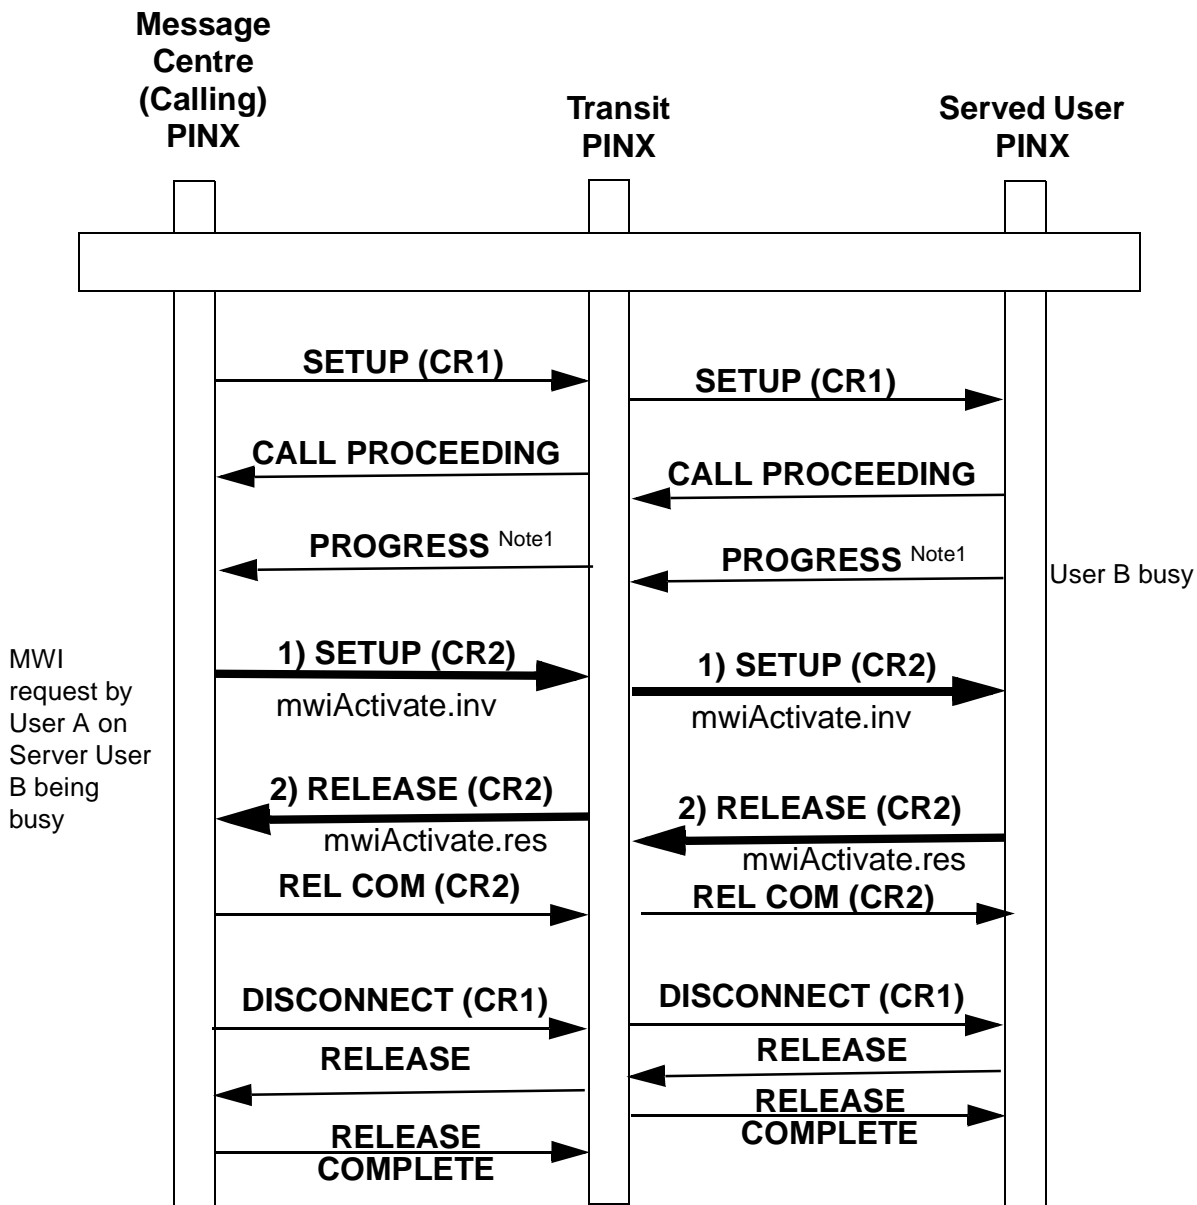 Message
Centre
(Calling)
PINX
Transit
PINX
Served User
PINX
SETUP (CR1)
SETUP (CR1)
CALL PROCEEDING
CALL PROCEEDING
PROGRESS Note1
PROGRESS Note1
User B busy
MWI
request by
User A on
Server User
B being
busy
1) SETUP (CR2)
mwiActivate.inv
1) SETUP (CR2)
mwiActivate.inv
2) RELEASE (CR2)
mwiActivate.res
2) RELEASE (CR2)
mwiActivate.res
REL COM (CR2)
REL COM (CR2)
DISCONNECT (CR1)
DISCONNECT (CR1)
RELEASE
RELEASE
RELEASE
COMPLETE
RELEASE
COMPLETE